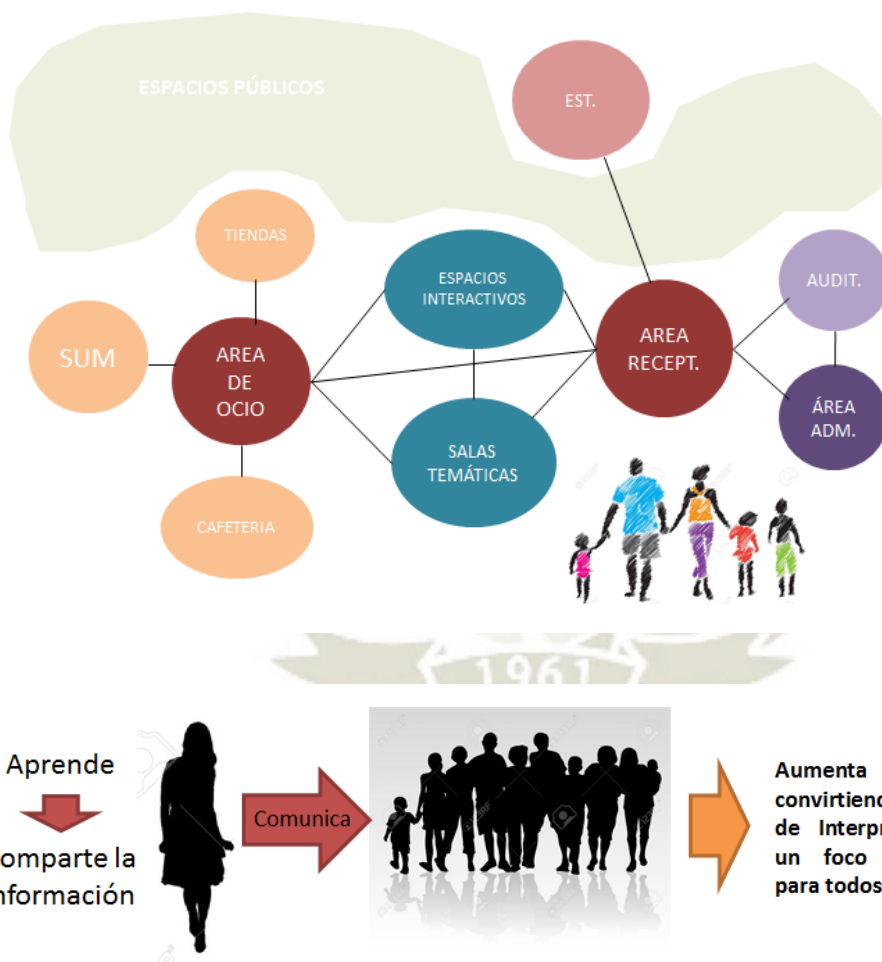 ESPACIOS PÚBLICOS
EST.
TIENDAS
ESPACIOS
INTERACTIVOS
AUDIT.
SUM
AREA
DE
OCIO
AREA
RECEPT.
SALAS
TEMÁTICAS
ÁREA
ADM.
CAFETERIA
1961
Aprende
omparte la
nformación
Comunica
Aumenta
convirtiend
de Interpr
un foco
para todos